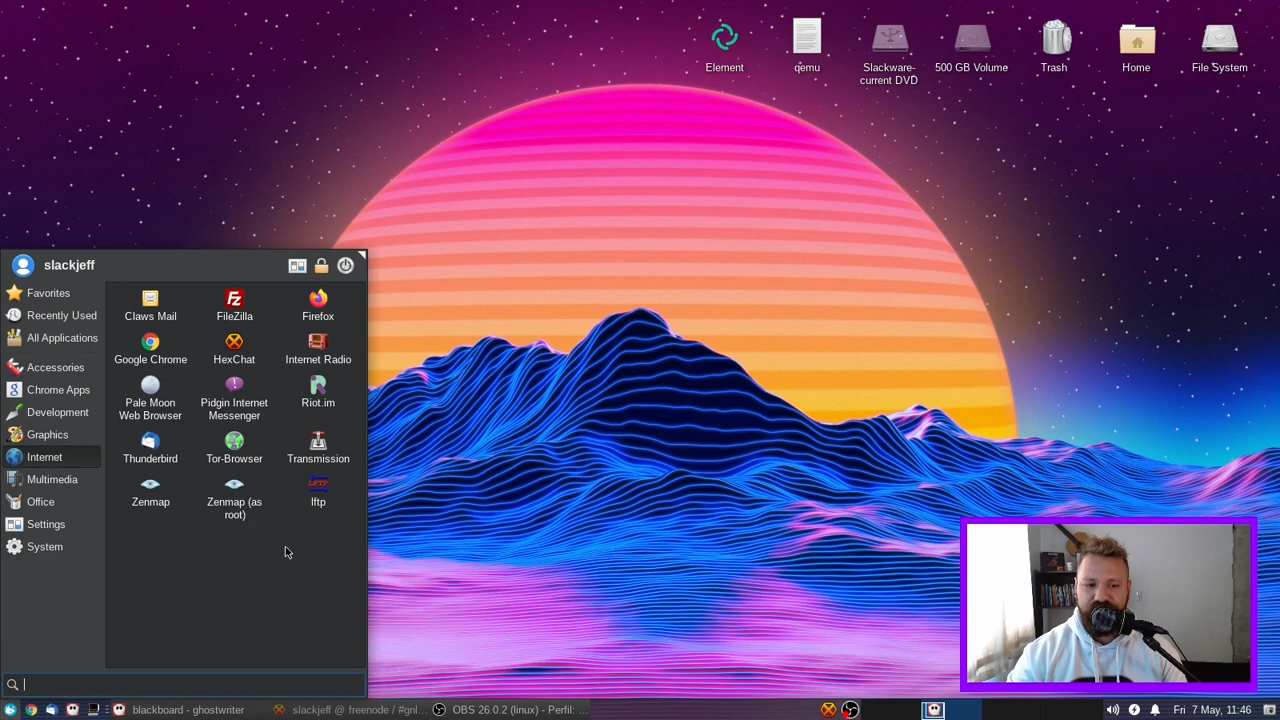 Element
qemu
Slackware-
current DVD
500 GB Volume
Trash
Home
File System
slackjeff
Favorites
Recently Used
All Applications
Accessories
Chrome Apps
Development
Graphics
Internet
Multimedia
Office
Settings
System
Claws Mail
FileZilla
Firefox
Google Chrome
HexChat
Internet Radio
Pale Moon
Web Browser
Pidgin Internet
Messenger
Riot.im
Thunderbird
Tor-Browser
Transmission
Zenmap
Zenmap (as
root)
LFTP
lftp
blackboard - ghostwriter
slackjeff @ freenode / #gnl...
OBS 26.0.2 (linux) - Perfil: ...
Fri 7 May, 11:46